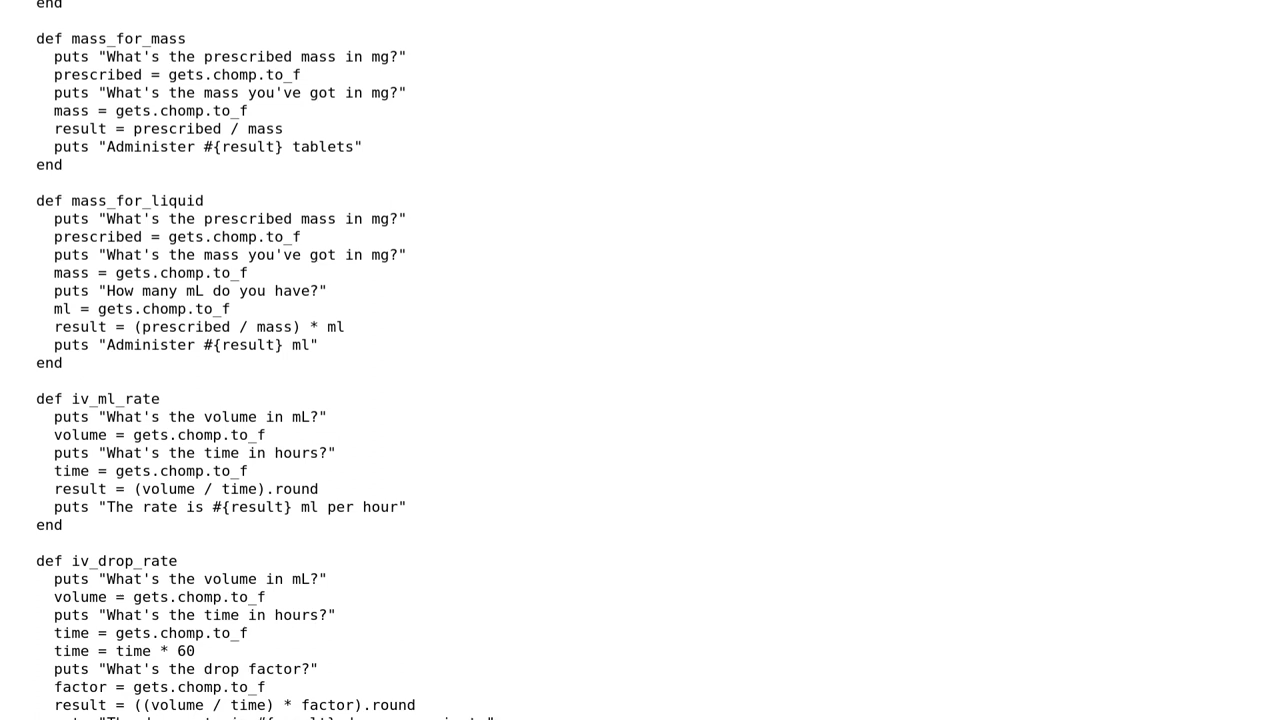 end

def mass_for_mass
  puts "What's the prescribed mass in mg?"
  prescribed = gets.chomp.to_f
  puts "What's the mass you've got in mg?"
  mass = gets.chomp.to_f
  result = prescribed / mass
  puts "Administer #{result} tablets"
end

def mass_for_liquid
  puts "What's the prescribed mass in mg?"
  prescribed = gets.chomp.to_f
  puts "What's the mass you've got in mg?"
  mass = gets.chomp.to_f
  puts "How many mL do you have?"
  ml = gets.chomp.to_f
  result = (prescribed / mass) * ml
  puts "Administer #{result} ml"
end

def iv_ml_rate
  puts "What's the volume in mL?"
  volume = gets.chomp.to_f
  puts "What's the time in hours?"
  time = gets.chomp.to_f
  result = (volume / time).round
  puts "The rate is #{result} ml per hour"
end

def iv_drop_rate
  puts "What's the volume in mL?"
  volume = gets.chomp.to_f
  puts "What's the time in hours?"
  time = gets.chomp.to_f
  time = time * 60
  puts "What's the drop factor?"
  factor = gets.chomp.to_f
  result = ((volume / time) * factor).round